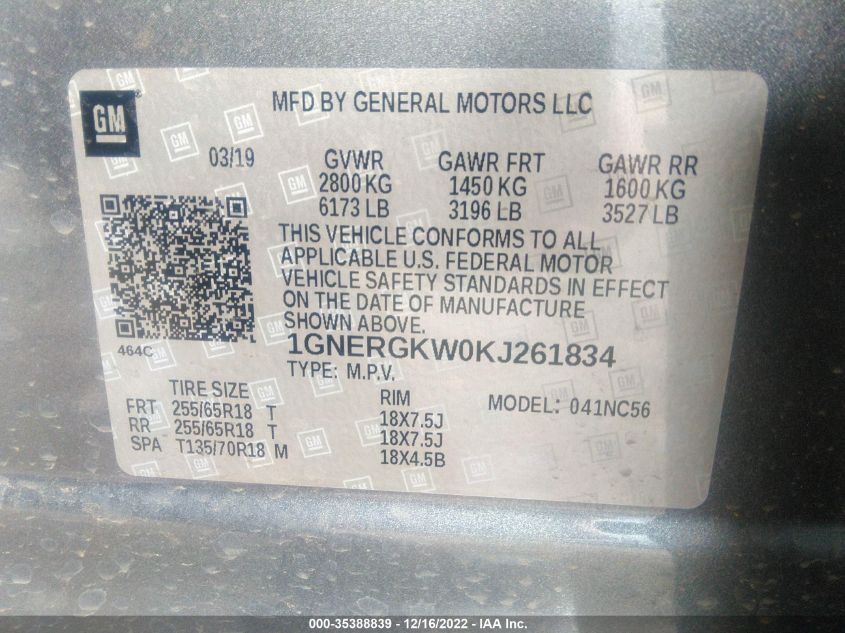 GM
MFD BY GENERAL MOTORS LLC
03/19 GVWR GAWR FRT GAWR RR
2800 KG 1450 KG 1600 KG
6173 LB 3196 LB 3527 LB
THIS VEHICLE CONFORMS TO ALL
APPLICABLE U.S. FEDERAL MOTOR
VEHICLE SAFETY STANDARDS IN EFFECT
ON THE DATE OF MANUFACTURE
SHOWN ABOVE.
464C
1GNERGKW0KJ261834
TYPE: M.P.V.
TIRE SIZE RIM MODEL: 041NC56
FRT 255/65R18 T 18X7.5J
RR 255/65R18 T 18X7.5J
SPA T135/70R18 M 18X4.5B
000-35388839 - 12/16/2022 - IAA Inc.